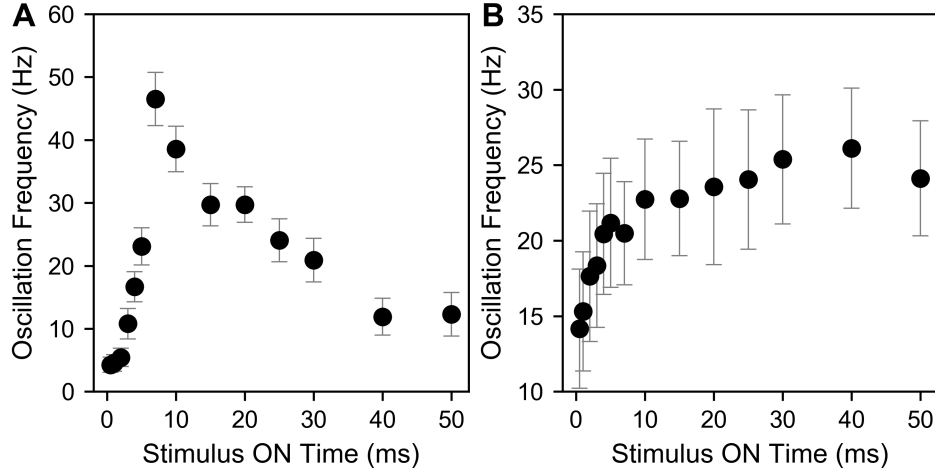 A
60
50
40
30
20
10
0
Oscillation Frequency (Hz)
0 10 20 30 40 50
Stimulus ON Time (ms)
B
35
30
25
20
15
10
Oscillation Frequency (Hz)
0 10 20 30 40 50
Stimulus ON Time (ms)